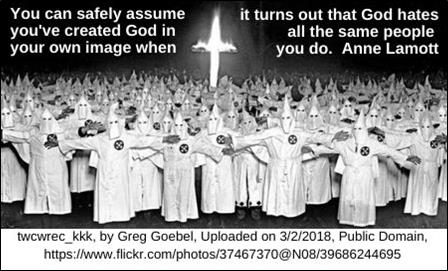 You can safely assume
you've created God in
your own image when
it turns out that God hates
all the same people
you do. Anne Lamott
twcwrec_kkk, by Greg Goebel, Uploaded on 3/2/2018, Public Domain,
https://www.flickr.com/photos/37467370@N08/39686244695